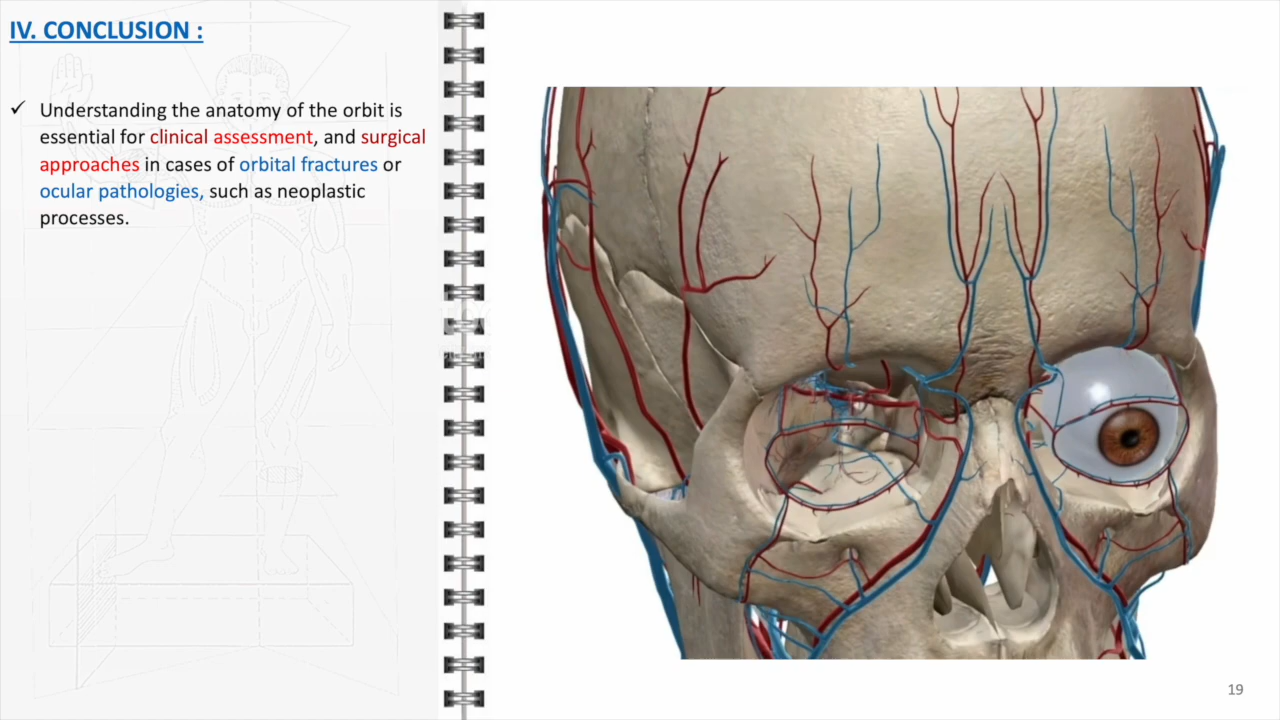 IV. CONCLUSION :
✓ Understanding the anatomy of the orbit is
essential for clinical assessment, and surgical
approaches in cases of orbital fractures or
ocular pathologies, such as neoplastic
processes.
19